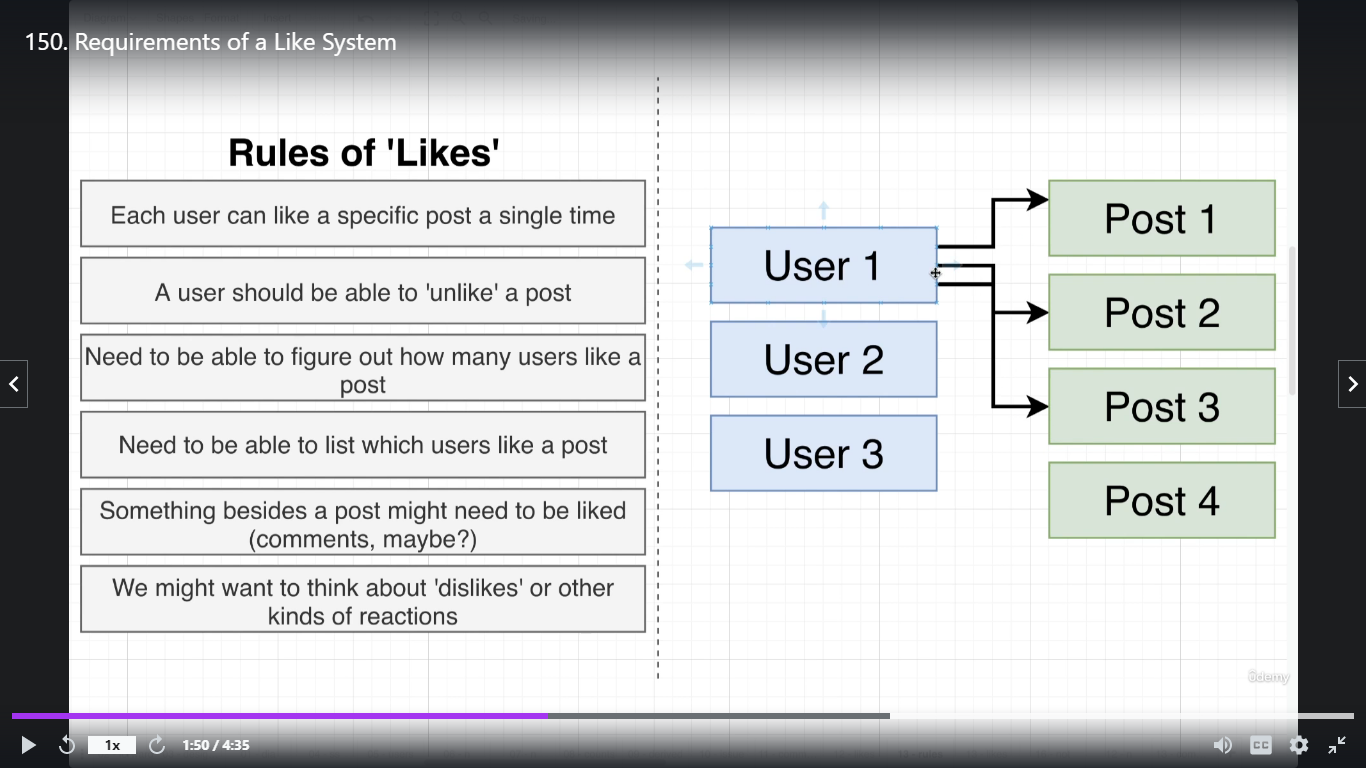 150. Requirements of a Like System
Rules of 'Likes'
Each user can like a specific post a single time
A user should be able to 'unlike' a post
Need to be able to figure out how many users like a
post
Need to be able to list which users like a post
Something besides a post might need to be liked
(comments, maybe?)
We might want to think about 'dislikes' or other
kinds of reactions
User 1
User 2
User 3
Post 1
Post 2
Post 3
Post 4
ûdemy
1x
1:50 / 4:35
CC